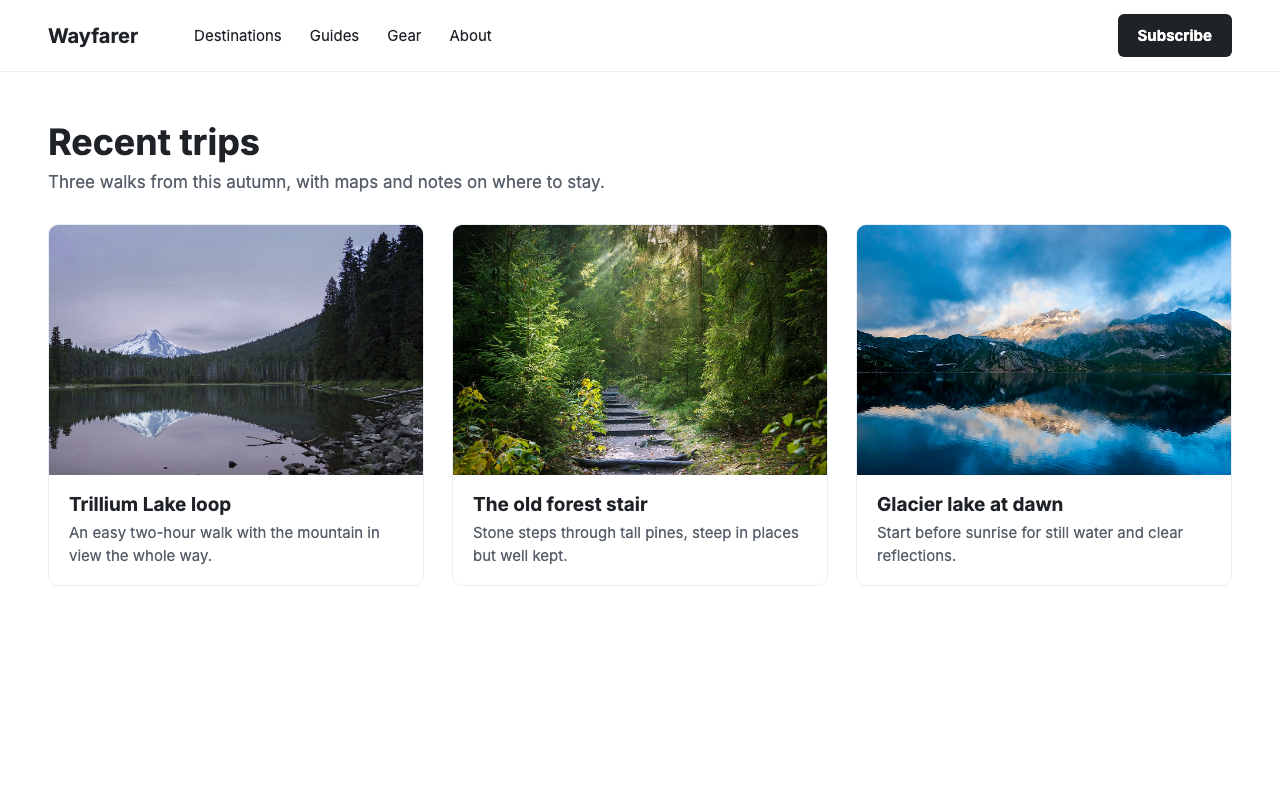 Wayfarer
Destinations
Guides
Gear
About
Subscribe
Recent trips
Three walks from this autumn, with maps and notes on where to stay.
Trillium Lake loop
An easy two-hour walk with the mountain in
view the whole way.
The old forest stair
Stone steps through tall pines, steep in places
but well kept.
Glacier lake at dawn
Start before sunrise for still water and clear
reflections.